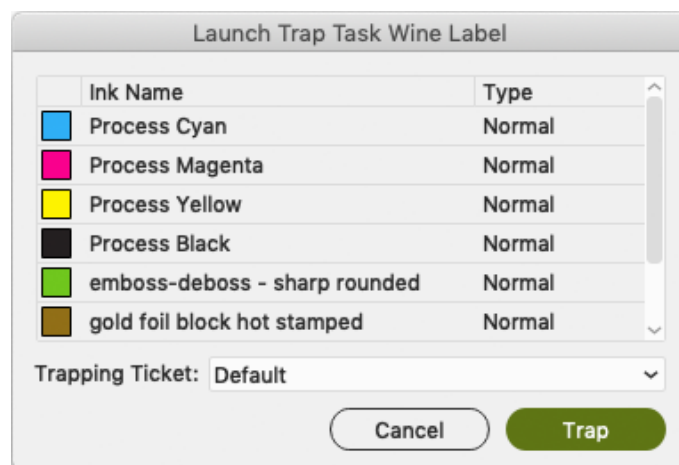 Launch Trap Task Wine Label
Ink Name Type
Process Cyan Normal
Process Magenta Normal
Process Yellow Normal
Process Black Normal
emboss-deboss - sharp rounded Normal
gold foil block hot stamped Normal
Trapping Ticket: Default
Cancel Trap